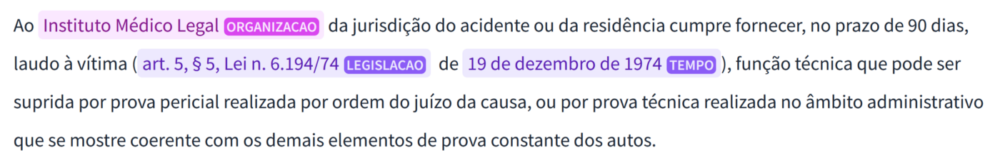 Ao Instituto Médico Legal ORGANIZACAO da jurisdição do acidente ou da residência cumpre fornecer, no prazo de 90 dias,
laudo à vítima ( art. 5, § 5, Lei n. 6.194/74 LEGISLACAO de 19 de dezembro de 1974 TEMPO ), função técnica que pode ser
suprida por prova pericial realizada por ordem do juízo da causa, ou por prova técnica realizada no âmbito administrativo
que se mostre coerente com os demais elementos de prova constante dos autos.